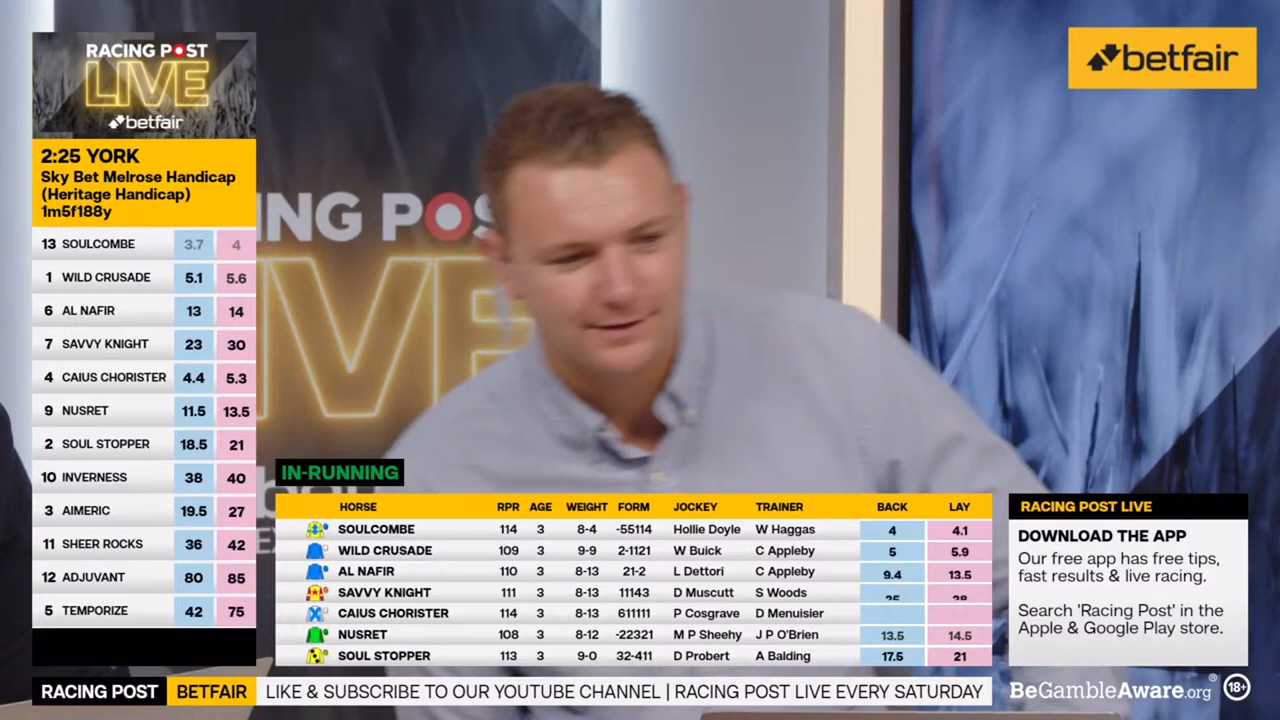 RACING POST
LIVE
betfair
2:25 YORK
Sky Bet Melrose Handicap
(Heritage Handicap)
1m5f188y
13 SOULCOMBE 3.7 4
1 WILD CRUSADE 5.1 5.6
6 AL NAFIR 13 14
7 SAVVY KNIGHT 23 30
4 CAIUS CHORISTER 4.4 5.3
9 NUSRET 11.5 13.5
2 SOUL STOPPER 18.5 21
10 INVERNESS 38 40
3 AIMERIC 19.5 27
11 SHEER ROCKS 36 42
12 ADJUVANT 80 85
5 TEMPORIZE 42 75
betfair
ING POS
IVE
IN-RUNNING
HORSE RPR AGE WEIGHT FORM JOCKEY TRAINER BACK LAY
SOULCOMBE 114 3 8-4 -55114 Hollie Doyle W Haggas 4 4.1
WILD CRUSADE 109 3 9-9 2-1121 W Buick C Appleby 5 5.9
AL NAFIR 110 3 8-13 21-2 L Dettori C Appleby 9.4 13.5
SAVVY KNIGHT 111 3 8-13 11143 D Muscutt S Woods
CAIUS CHORISTER 114 3 8-13 611111 P Cosgrave D Menuisier
NUSRET 108 3 8-12 -22321 M P Sheehy J P O'Brien 13.5 14.5
SOUL STOPPER 113 3 9-0 32-411 D Probert A Balding 17.5 21
RACING POST LIVE
DOWNLOAD THE APP
Our free app has free tips,
fast results & live racing.
Search 'Racing Post' in the
Apple & Google Play store.
RACING POST BETFAIR LIKE & SUBSCRIBE TO OUR YOUTUBE CHANNEL | RACING POST LIVE EVERY SATURDAY
BeGambleAware.org® 18+